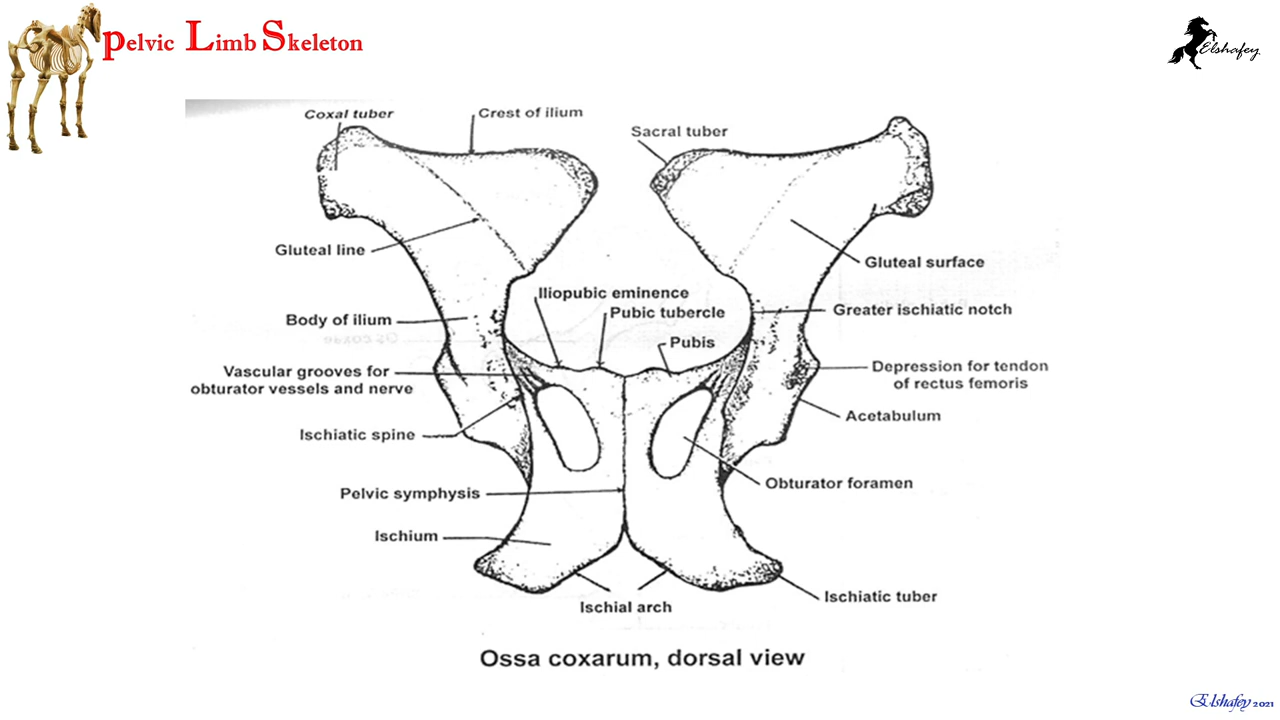 Pelvic Limb Skeleton
Elshafey
Coxal tuber
Crest of ilium
Sacral tuber
Gluteal line
Gluteal surface
Iliopubic eminence
Pubic tubercle
Greater ischiatic notch
Body of ilium
Pubis
Vascular grooves for
obturator vessels and nerve
Depression for tendon
of rectus femoris
Acetabulum
Ischiatic spine
Obturator foramen
Pelvic symphysis
Ischium
Ischiatic tuber
Ischial arch
Ossa coxarum, dorsal view
Elshafey 2021